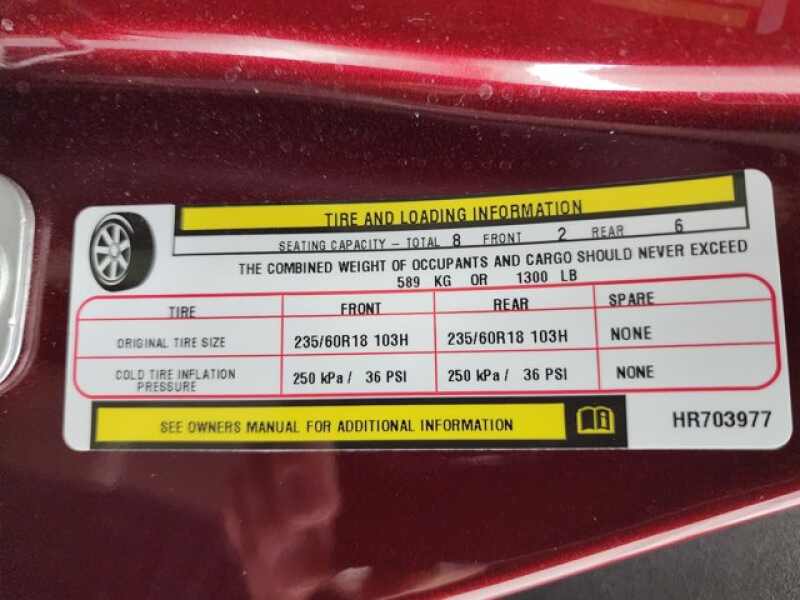 TIRE AND LOADING INFORMATION
SEATING CAPACITY – TOTAL 8 FRONT 2 REAR 6
THE COMBINED WEIGHT OF OCCUPANTS AND CARGO SHOULD NEVER EXCEED
589 KG OR 1300 LB
TIRE FRONT REAR SPARE
ORIGINAL TIRE SIZE 235/60R18 103H 235/60R18 103H NONE
COLD TIRE INFLATION PRESSURE 250 kPa / 36 PSI 250 kPa / 36 PSI NONE
SEE OWNERS MANUAL FOR ADDITIONAL INFORMATION HR703977